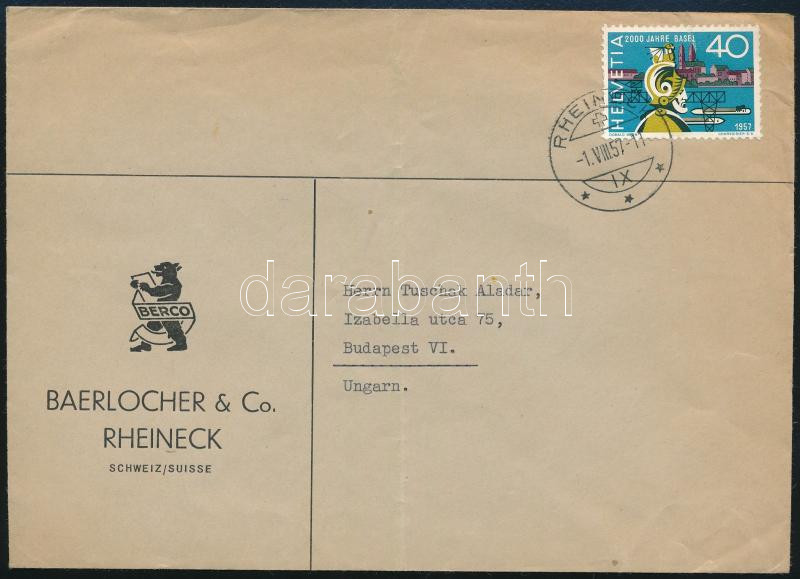 2000 JAHRE BASEL
40
HELVETIA
1957
RHEINECK
-1.VIII.57-11
IX
BERCO
BAERLOCHER & Co.
RHEINECK
SCHWEIZ/SUISSE
Herrn Tuschak Aladar,
Izabella utca 75,
Budapest VI.
Ungarn.
darabanth